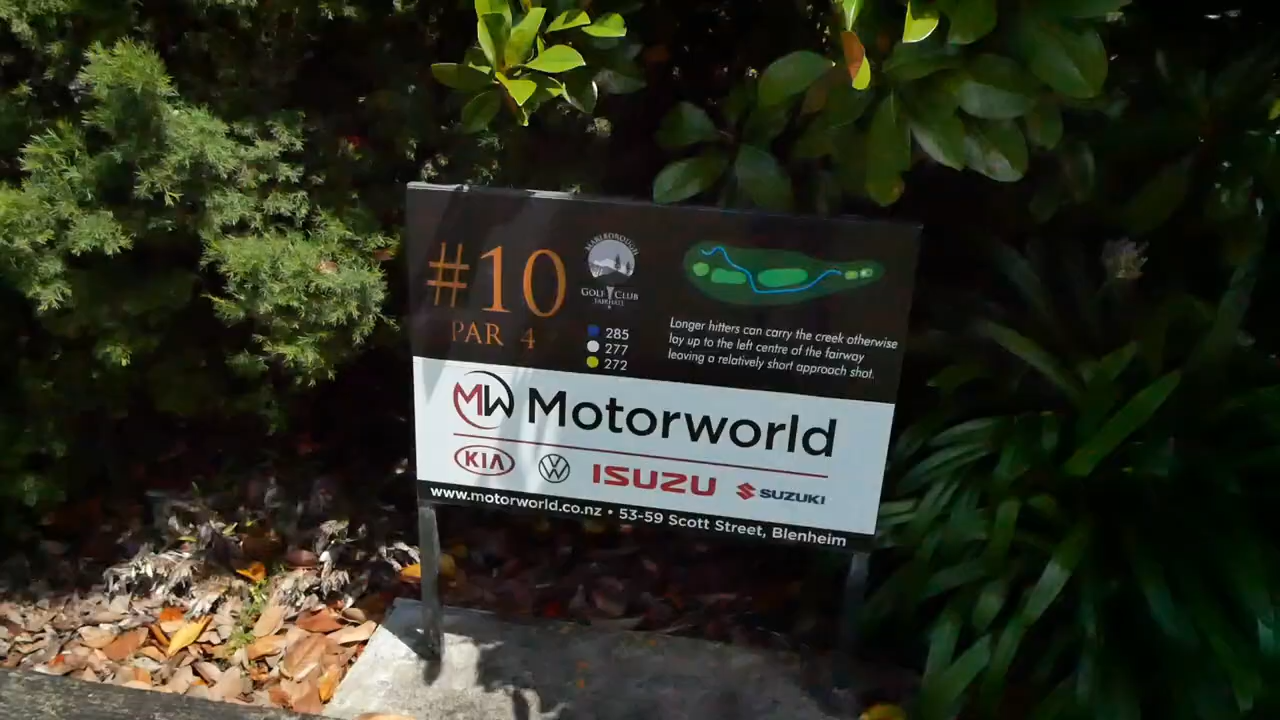 #10
PAR 4
MARLBOROUGH
GOLF CLUB
FAIRHALL
285
277
272
Longer hitters can carry the creek otherwise
lay up to the left centre of the fairway
leaving a relatively short approach shot.
MW Motorworld
KIA VW ISUZU SUZUKI
www.motorworld.co.nz • 53-59 Scott Street, Blenheim